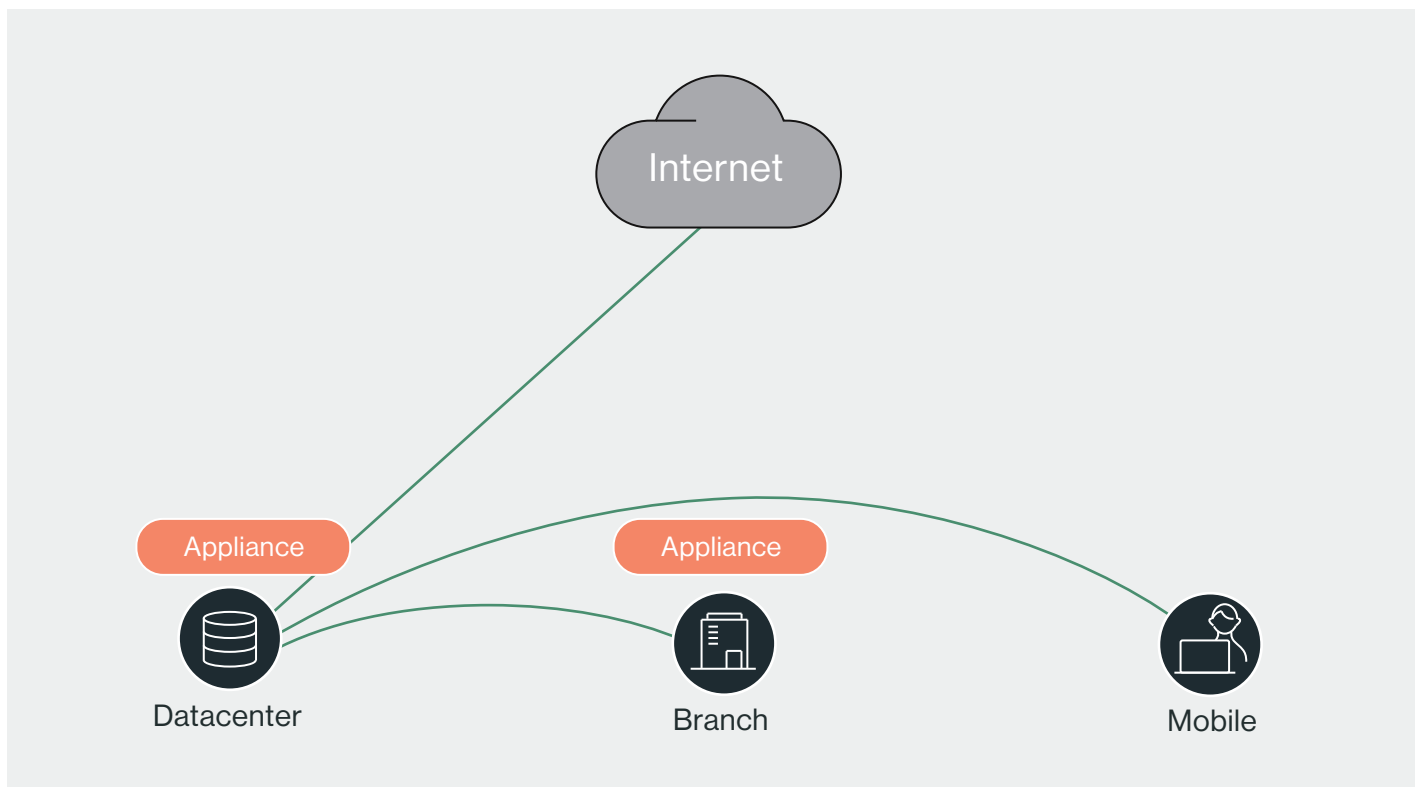 Internet
Appliance
Appliance
Datacenter
Branch
Mobile